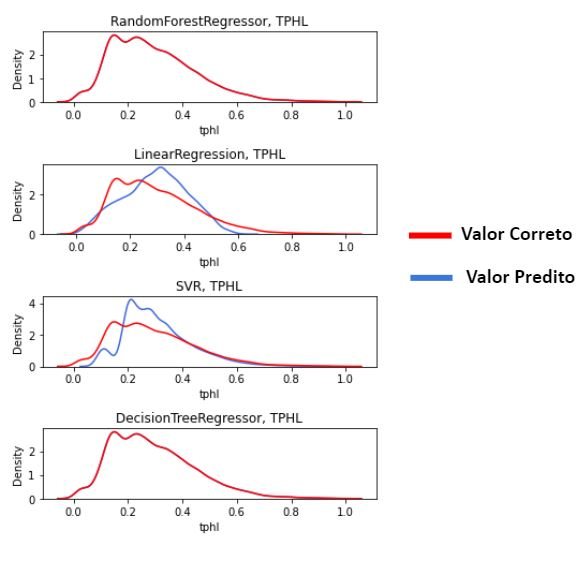 RandomForestRegressor, TPHL
Density
2
1
0
0.0 0.2 0.4 0.6 0.8 1.0
tphl
LinearRegression, TPHL
Density
2
0
0.0 0.2 0.4 0.6 0.8 1.0
tphl
Valor Correto
Valor Predito
SVR, TPHL
Density
4
2
0
0.0 0.2 0.4 0.6 0.8 1.0
tphl
DecisionTreeRegressor, TPHL
Density
2
1
0
0.0 0.2 0.4 0.6 0.8 1.0
tphl